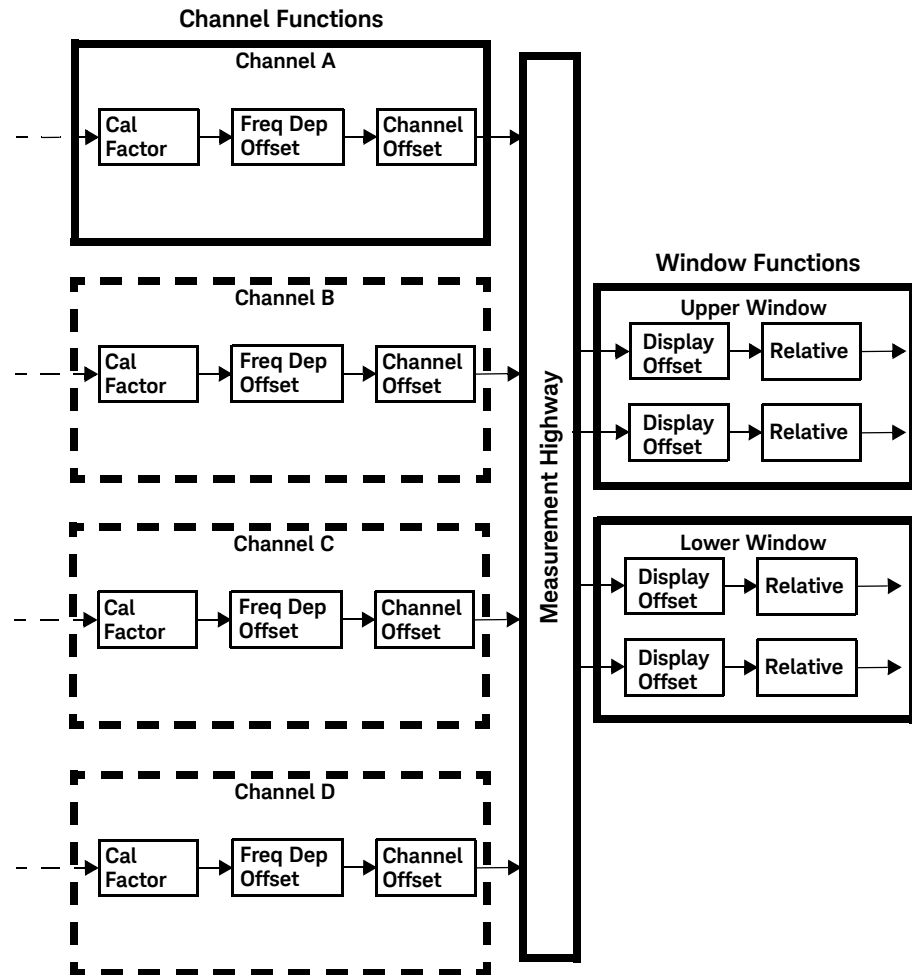 Channel Functions
Channel A
Cal
Factor
Freq Dep
Offset
Channel
Offset
Channel B
Cal
Factor
Freq Dep
Offset
Channel
Offset
Channel C
Cal
Factor
Freq Dep
Offset
Channel
Offset
Channel D
Cal
Factor
Freq Dep
Offset
Channel
Offset
Measurement Highway
Window Functions
Upper Window
Display
Offset
Relative
Display
Offset
Relative
Lower Window
Display
Offset
Relative
Display
Offset
Relative